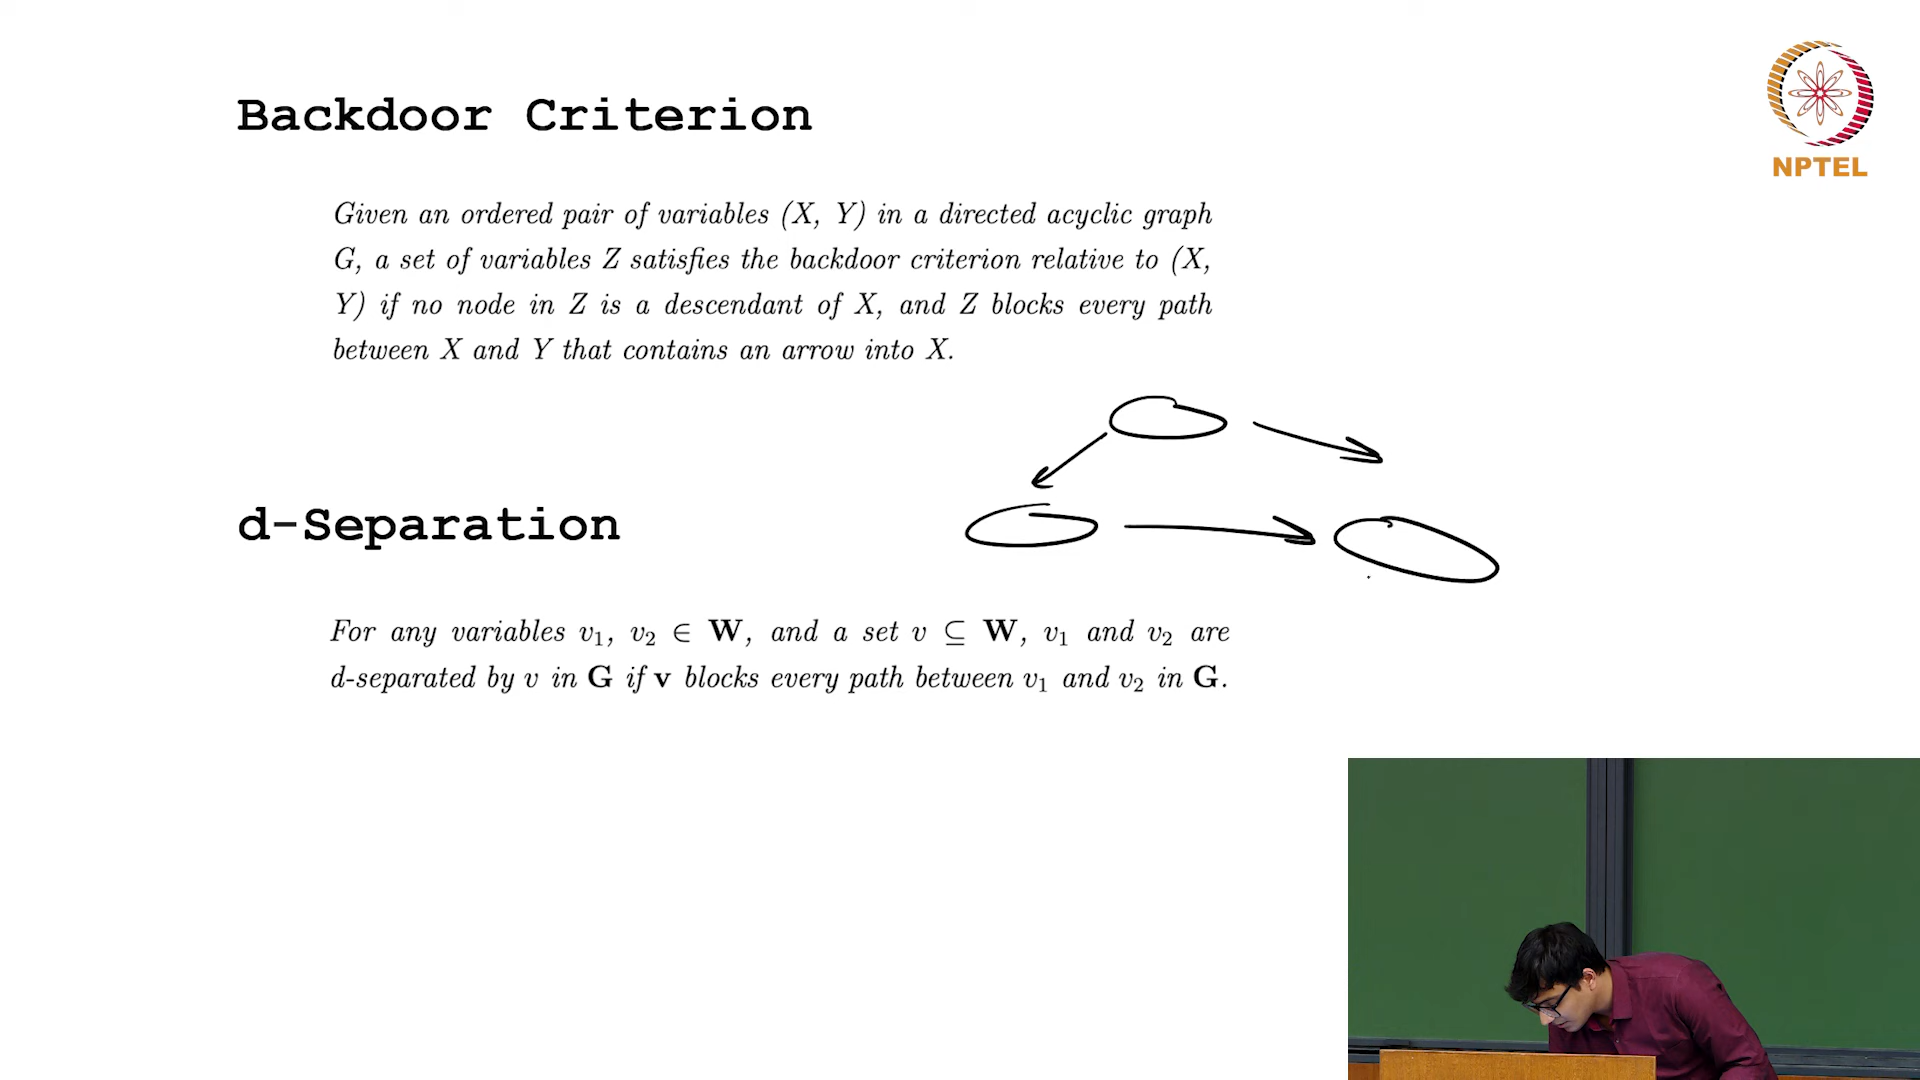 Backdoor Criterion
NPTEL
Given an ordered pair of variables (X, Y) in a directed acyclic graph
G, a set of variables Z satisfies the backdoor criterion relative to (X,
Y) if no node in Z is a descendant of X, and Z blocks every path
between X and Y that contains an arrow into X.
d-Separation
For any variables v₁, v₂ ∈ W, and a set v ⊆ W, v₁ and v₂ are
d-separated by v in G if v blocks every path between v₁ and v₂ in G.